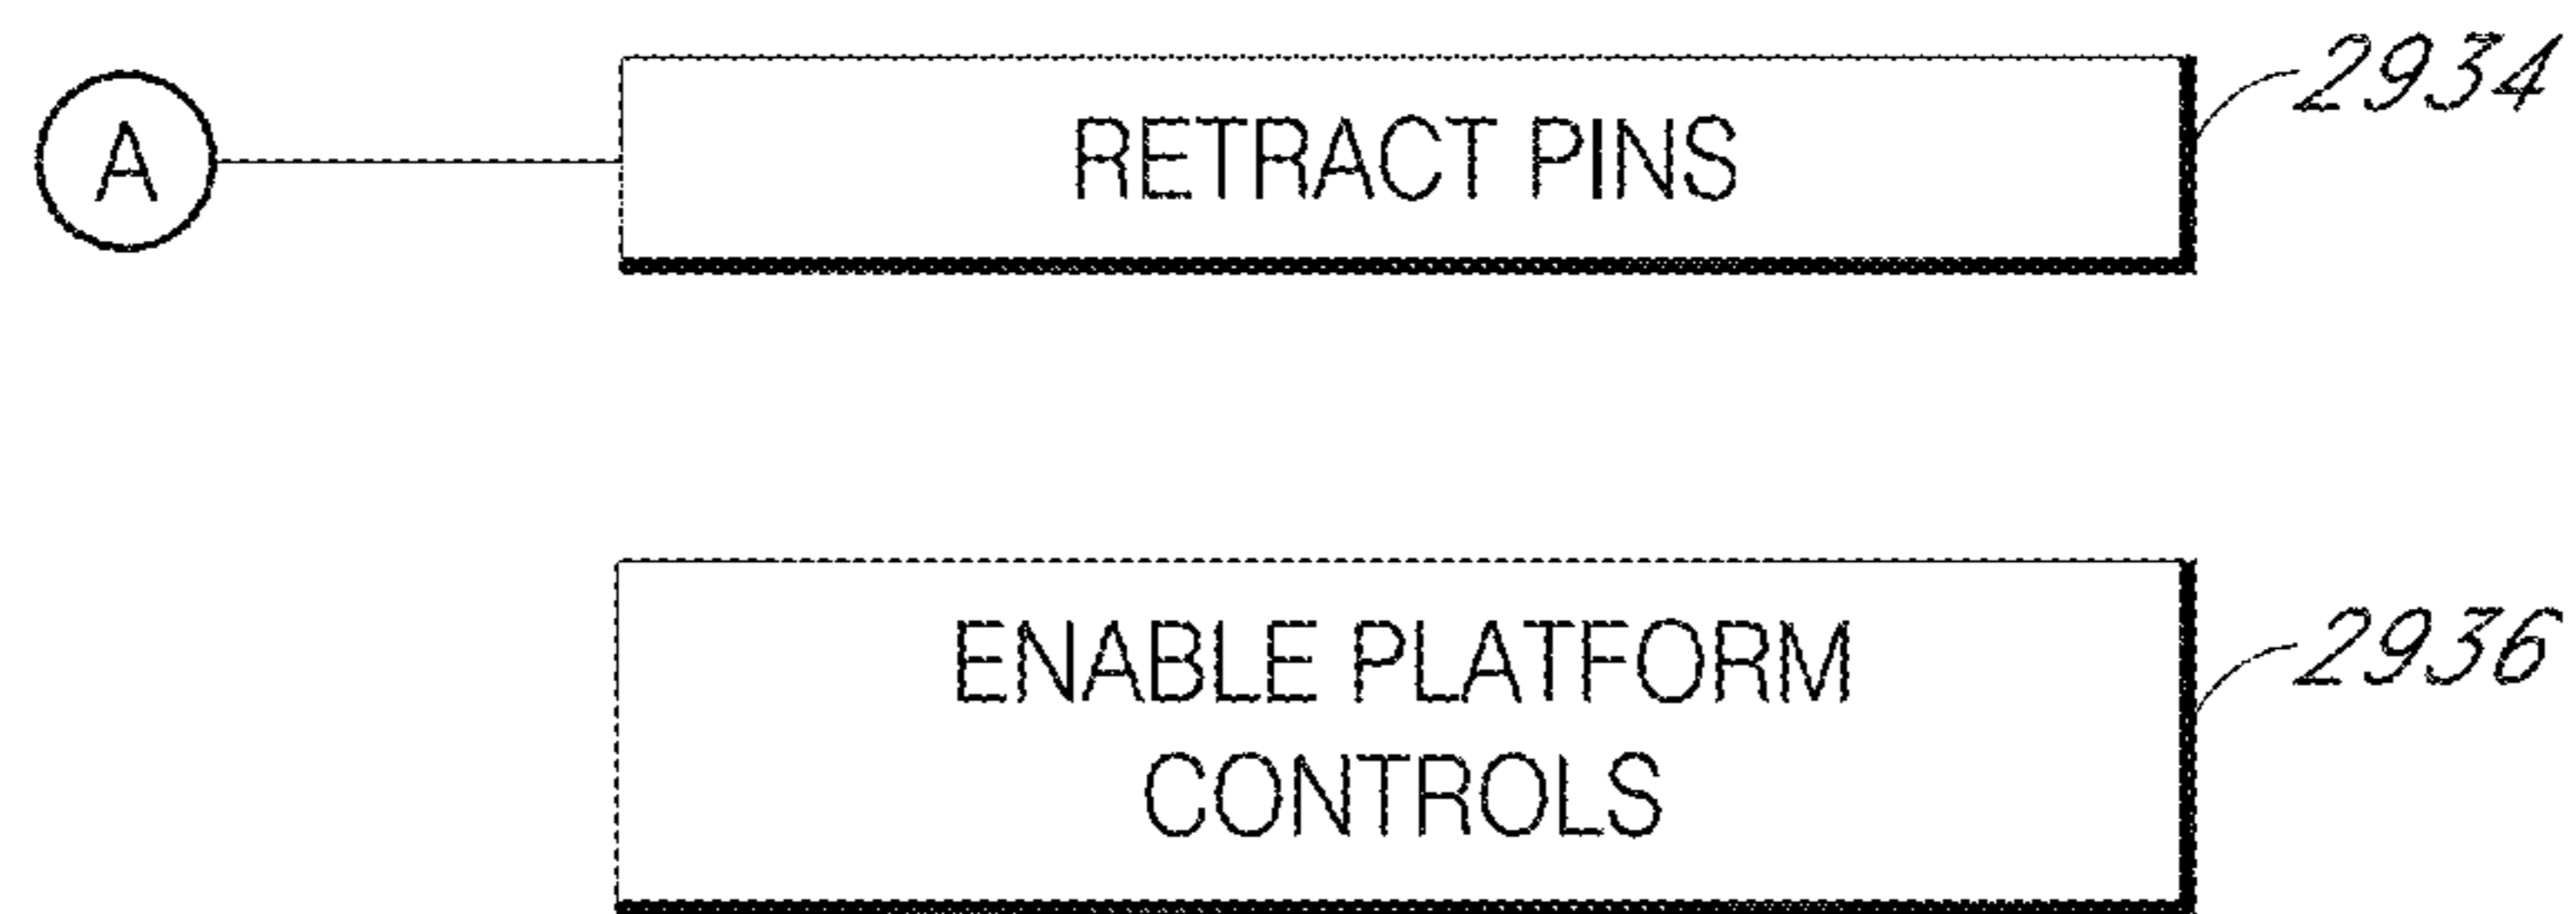 A
RETRACT PINS
2934
ENABLE PLATFORM
CONTROLS
2936